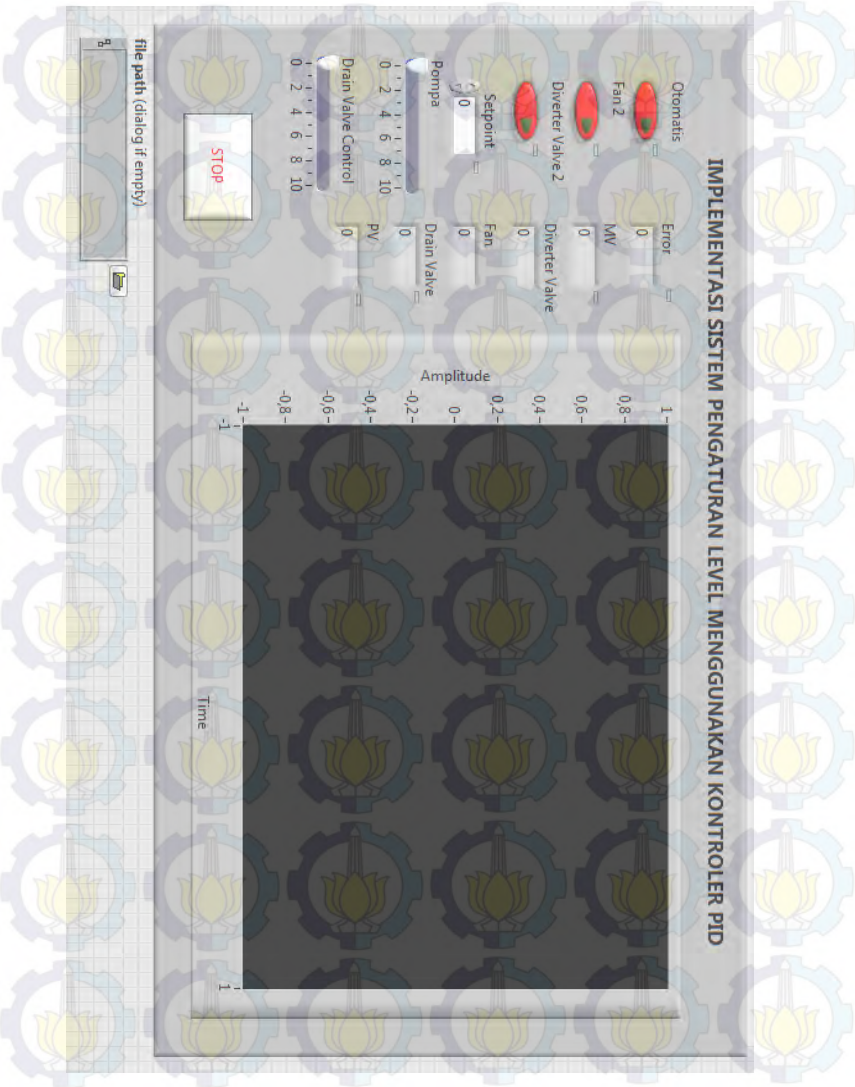 IMPLEMENTASI SISTEM PENGATURAN LEVEL MENGGUNAKAN KONTROLER PID
Otomatis
Fan 2
Diverter Valve 2
Setpoint
0
Pompa
0 2 4 6 8 10
Drain Valve Control
0 2 4 6 8 10
STOP
Error
0
MV
0
Diverter Valve
0
Fan
0
Drain Valve
0
PV
0
Amplitude
1
0,8
0,6
0,4
0,2
0
-0,2
-0,4
-0,6
-0,8
-1
-1
1
Time
file path (dialog if empty)